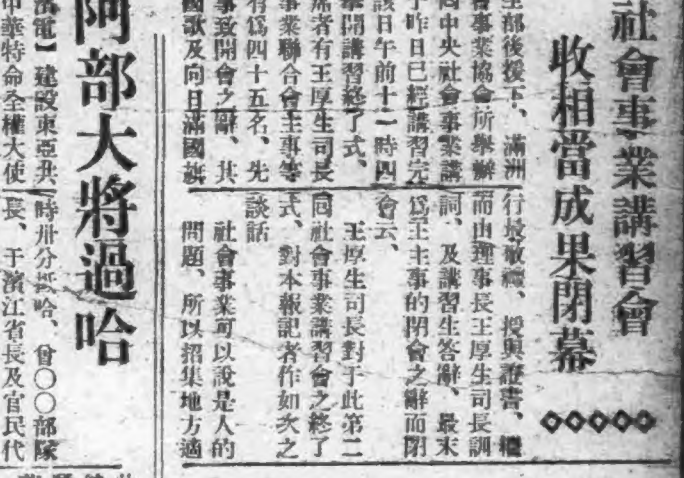 社會事業講習會
收相當成果閉幕
生部後援下、滿洲
會事業協會所舉辦
回中央社會事業講
于昨日已經講習完
該日午前十一時四
舉開講習終了式、
席者有王厚生司長
事業聯合會主事等
有爲四十五名、先
事致開會之辭、其
國歌及向日滿國旗
行最敬禮、授與證書、繼
而由理事長王厚生司長訓
詞、及講習生答辭、最末
爲王主事的閉會之辭而閉
會云、
王厚生司長對于此第二
回社會事業講習會之終了
式、對本報記者作如次之
談話
社會事業可以說是人的
問題、所以招集地方適
阿部大將過哈
電】建設東亞共
中華特命全權大使
時卅分抵哈、曾〇〇部隊
長、于濱江省長及官民代